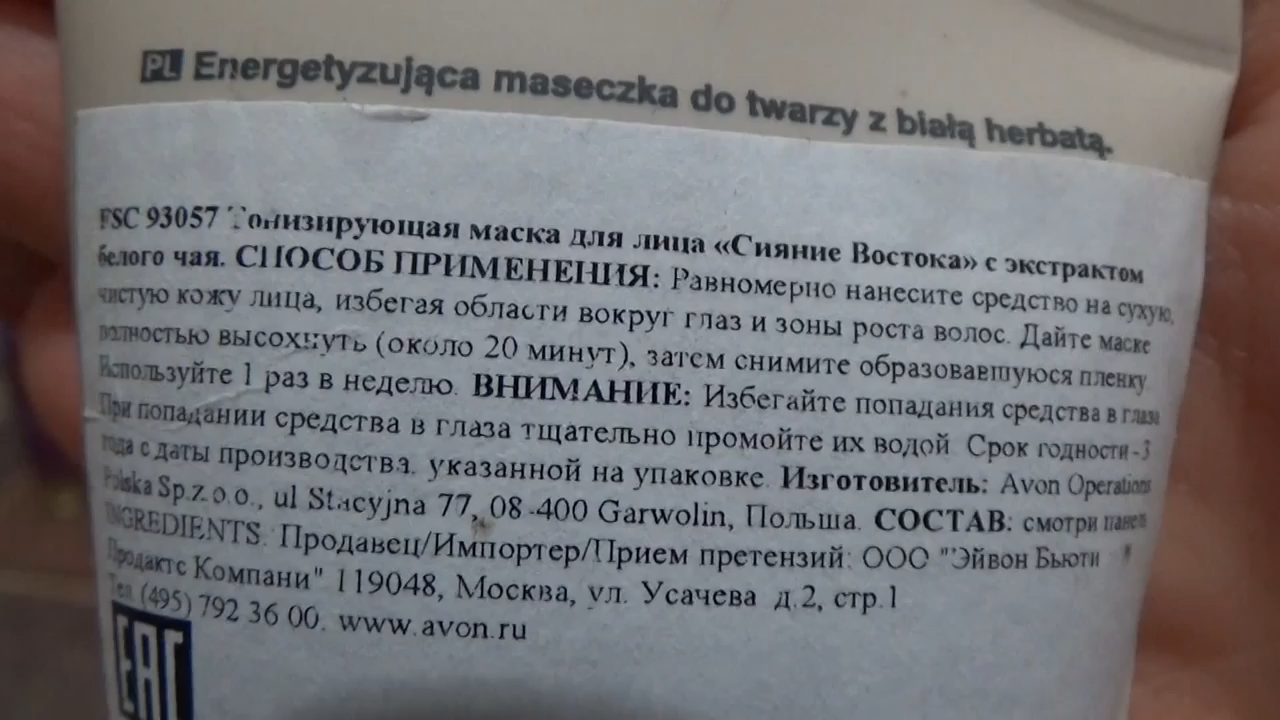 PL Energetyzująca maseczka do twarzy z białą herbatą.
FSC 93057 Тонизирующая маска для лица «Сияние Востока» с экстрактом
белого чая. СПОСОБ ПРИМЕНЕНИЯ: Равномерно нанесите средство на сухую,
чистую кожу лица, избегая области вокруг глаз и зоны роста волос. Дайте маске
полностью высохнуть (около 20 минут), затем снимите образовавшуюся пленку
Используйте 1 раз в неделю. ВНИМАНИЕ: Избегайте попадания средства в глаза
При попадании средства в глаза тщательно промойте их водой. Срок годности - 3
года с даты производства, указанной на упаковке. Изготовитель: Avon Operations
Polska Sp.z.o.o., ul Stacyjna 77, 08-400 Garwolin, Польша. СОСТАВ: смотри панель
INGREDIENTS. Продавец/Импортер/Прием претензий: ООО "Эйвон Бьюти
Продактс Компани" 119048, Москва, ул. Усачева д.2, стр.1
Тел. (495) 792 36 00. www.avon.ru
EAC